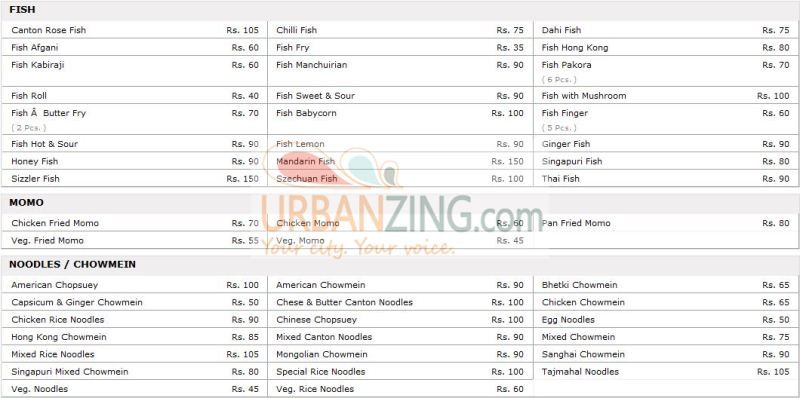 FISH
Canton Rose Fish Rs. 105 Chilli Fish Rs. 75 Dahi Fish Rs. 75
Fish Afgani Rs. 60 Fish Fry Rs. 35 Fish Hong Kong Rs. 80
Fish Kabiraji Rs. 60 Fish Manchuirian Rs. 90 Fish Pakora Rs. 70
( 6 Pcs. )
Fish Roll Rs. 40 Fish Sweet & Sour Rs. 90 Fish with Mushroom Rs. 100
Fish Â Butter Fry Rs. 70 Fish Babycorn Rs. 100 Fish Finger Rs. 60
( 2 Pcs. ) ( 5 Pcs. )
Fish Hot & Sour Rs. 90 Fish Lemon Rs. 90 Ginger Fish Rs. 90
Honey Fish Rs. 90 Mandarin Fish Rs. 150 Singapuri Fish Rs. 80
Sizzler Fish Rs. 150 Szechuan Fish Rs. 100 Thai Fish Rs. 90
URBANZING.com
Your city. Your voice.
MOMO
Chicken Fried Momo Rs. 70 Chicken Momo Rs. 60 Pan Fried Momo Rs. 80
Veg. Fried Momo Rs. 55 Veg. Momo Rs. 45
NOODLES / CHOWMEIN
American Chopsuey Rs. 100 American Chowmein Rs. 90 Bhetki Chowmein Rs. 65
Capsicum & Ginger Chowmein Rs. 50 Chese & Butter Canton Noodles Rs. 100 Chicken Chowmein Rs. 65
Chicken Rice Noodles Rs. 90 Chinese Chopsuey Rs. 100 Egg Noodles Rs. 50
Hong Kong Chowmein Rs. 85 Mixed Canton Noodles Rs. 90 Mixed Chowmein Rs. 75
Mixed Rice Noodles Rs. 105 Mongolian Chowmein Rs. 90 Sanghai Chowmein Rs. 90
Singapuri Mixed Chowmein Rs. 80 Special Rice Noodles Rs. 100 Tajmahal Noodles Rs. 105
Veg. Noodles Rs. 45 Veg. Rice Noodles Rs. 60